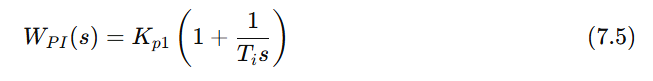 W_{PI}(s) = K_{p1} \left( 1 + \frac{1}{T_i s} \right) (7.5)